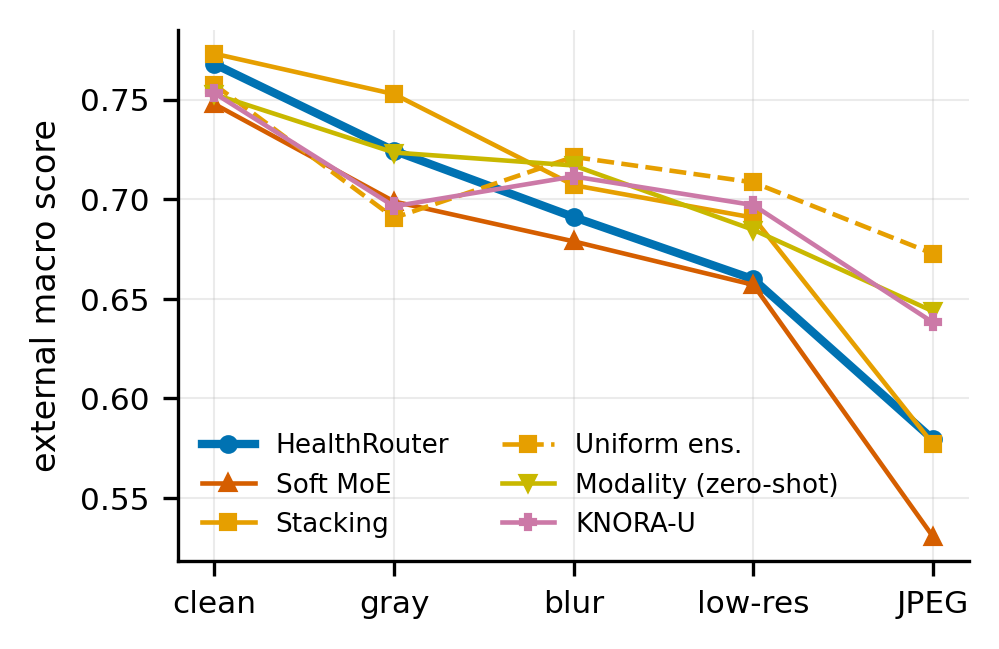 external macro score
0.75
0.70
0.65
0.60
0.55
HealthRouter
Soft MoE
Stacking
Uniform ens.
Modality (zero-shot)
KNORA-U
clean gray blur low-res JPEG